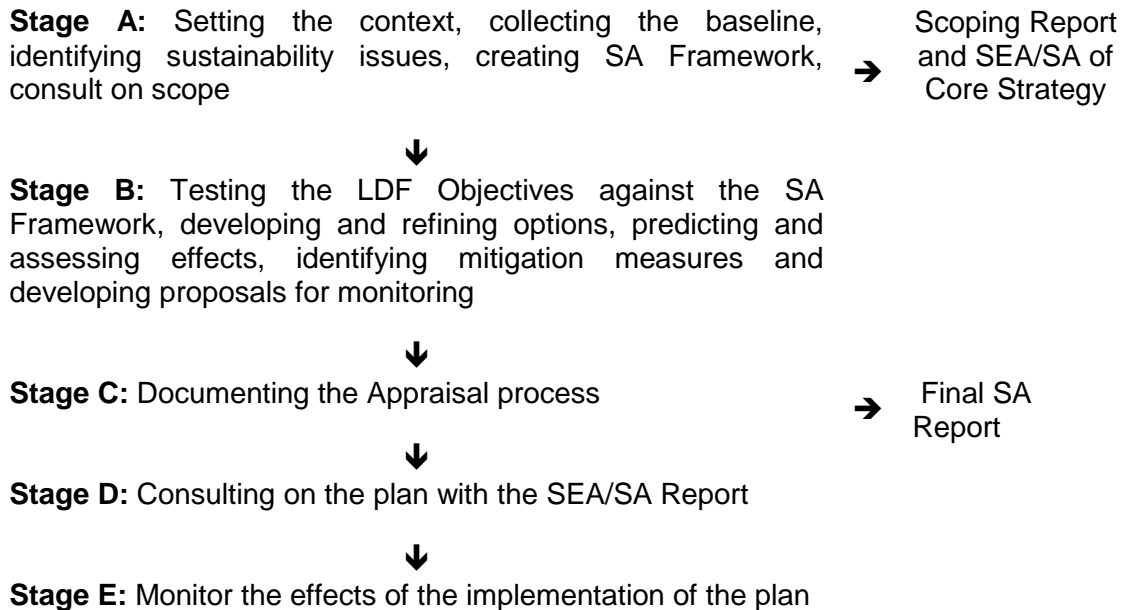 Stage A: Setting the context, collecting the baseline,
identifying sustainability issues, creating SA Framework,
consult on scope
➔
Scoping Report
and SEA/SA of
Core Strategy
🡻
Stage B: Testing the LDF Objectives against the SA
Framework, developing and refining options, predicting and
assessing effects, identifying mitigation measures and
developing proposals for monitoring
🡻
Stage C: Documenting the Appraisal process
➔
Final SA
Report
🡻
Stage D: Consulting on the plan with the SEA/SA Report
🡻
Stage E: Monitor the effects of the implementation of the plan